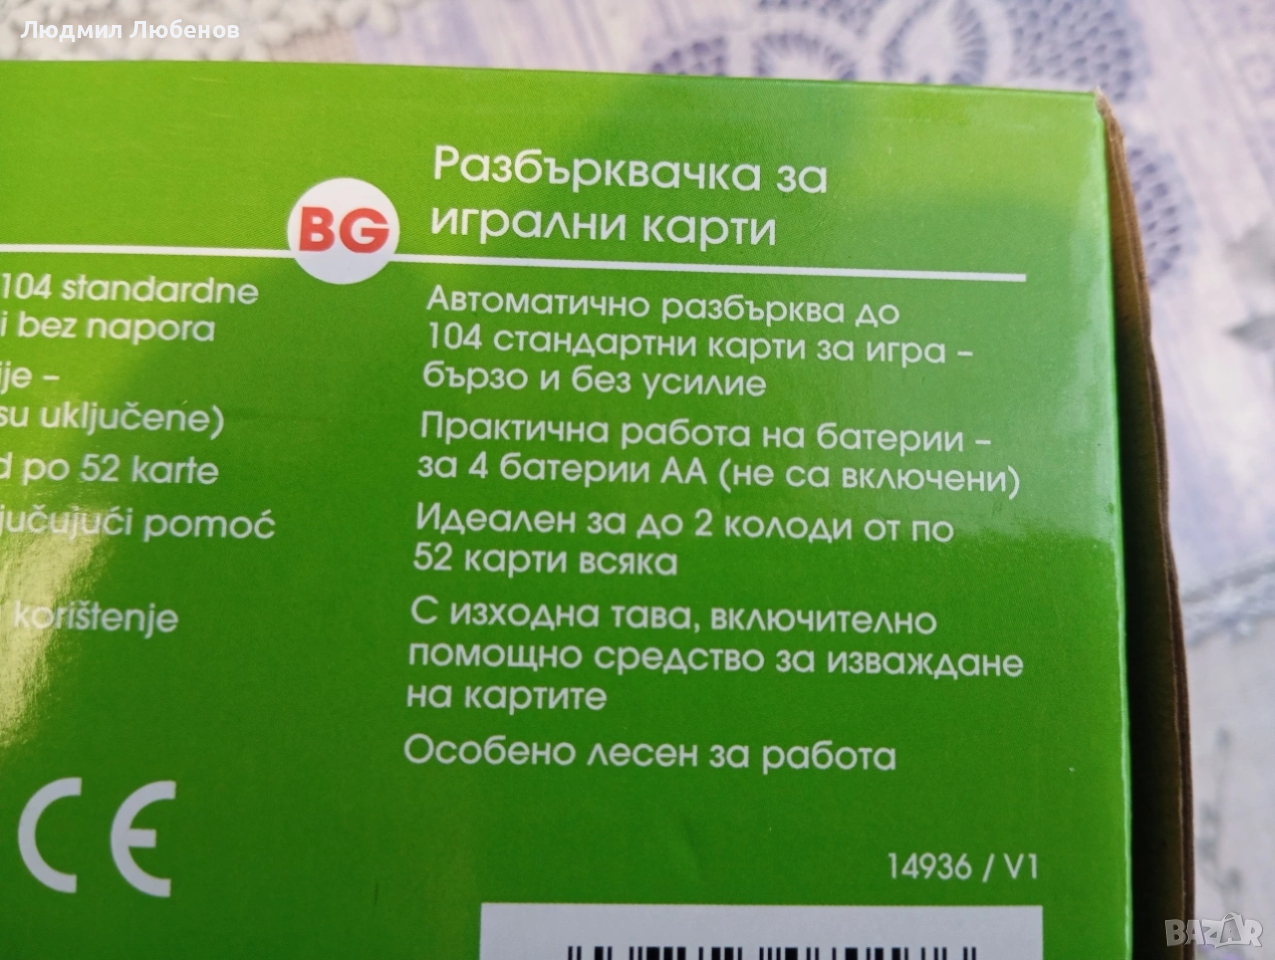 Людмил Любенов
BG
Разбърквачка за
игрални карти
104 standardne
i bez napora
ije –
su uključene)
d po 52 karte
jučujući pomoć
korištenje
Автоматично разбърква до
104 стандартни карти за игра –
бързо и без усилие
Практична работа на батерии –
за 4 батерии AA (не са включени)
Идеален за до 2 колоди от по
52 карти всяка
С изходна тава, включително
помощно средство за изваждане
на картите
Особено лесен за работа
CE
14936 / V1
BAZAR